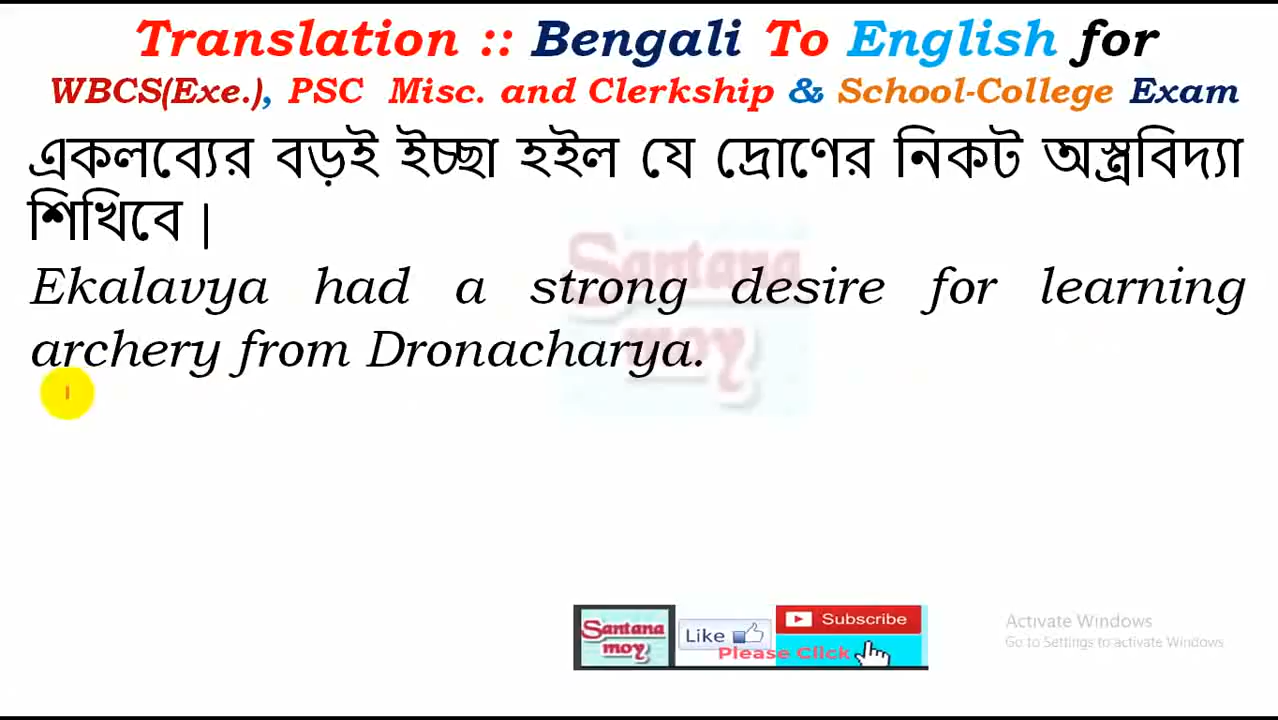 Translation :: Bengali To English for
WBCS(Exe.), PSC Misc. and Clerkship & School-College Exam
একলব্যের বড়ই ইচ্ছা হইল যে দ্রোণের নিকট অস্ত্রবিদ্যা
শিখিবে।
Santana
moy
Ekalavya had a strong desire for learning
archery from Dronacharya.
Santana
moy
Like
Subscribe
Please Click
Activate Windows
Go to Settings to activate Windows